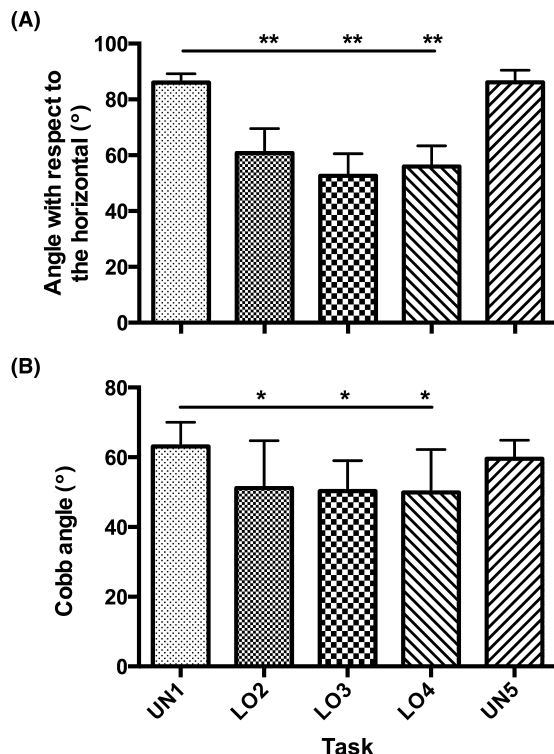 (A)
** ** **
100
80
60
40
20
0
Angle with respect to
the horizontal (°)
(B)
* * *
80
60
40
20
0
Cobb angle (°)
UN1 LO2 LO3 LO4 UN5
Task